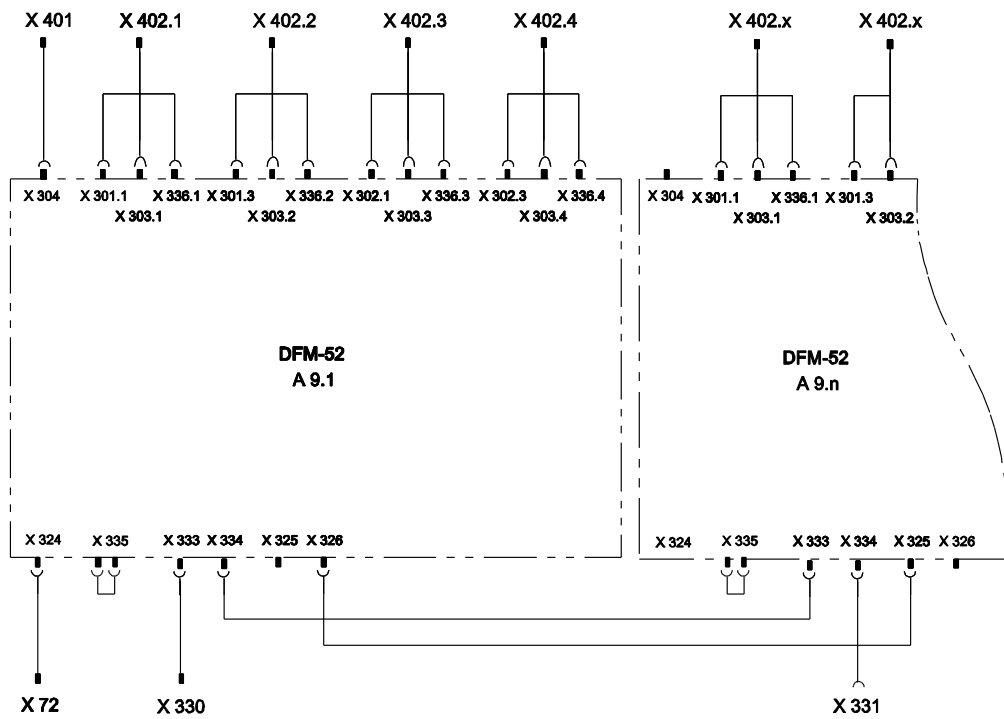 X 401 X 402.1 X 402.2 X 402.3 X 402.4 X 402.x X 402.x
X 304 X 301.1 X 336.1 X 301.3 X 336.2 X 302.1 X 336.3 X 302.3 X 336.4 X 304 X 301.1 X 336.1 X 301.3
X 303.1 X 303.2 X 303.3 X 303.4 X 303.1 X 303.2
DFM-52 DFM-52
A 9.1 A 9.n
X 324 X 335 X 333 X 334 X 325 X 326 X 324 X 335 X 333 X 334 X 325 X 326
X 72 X 330 X 331